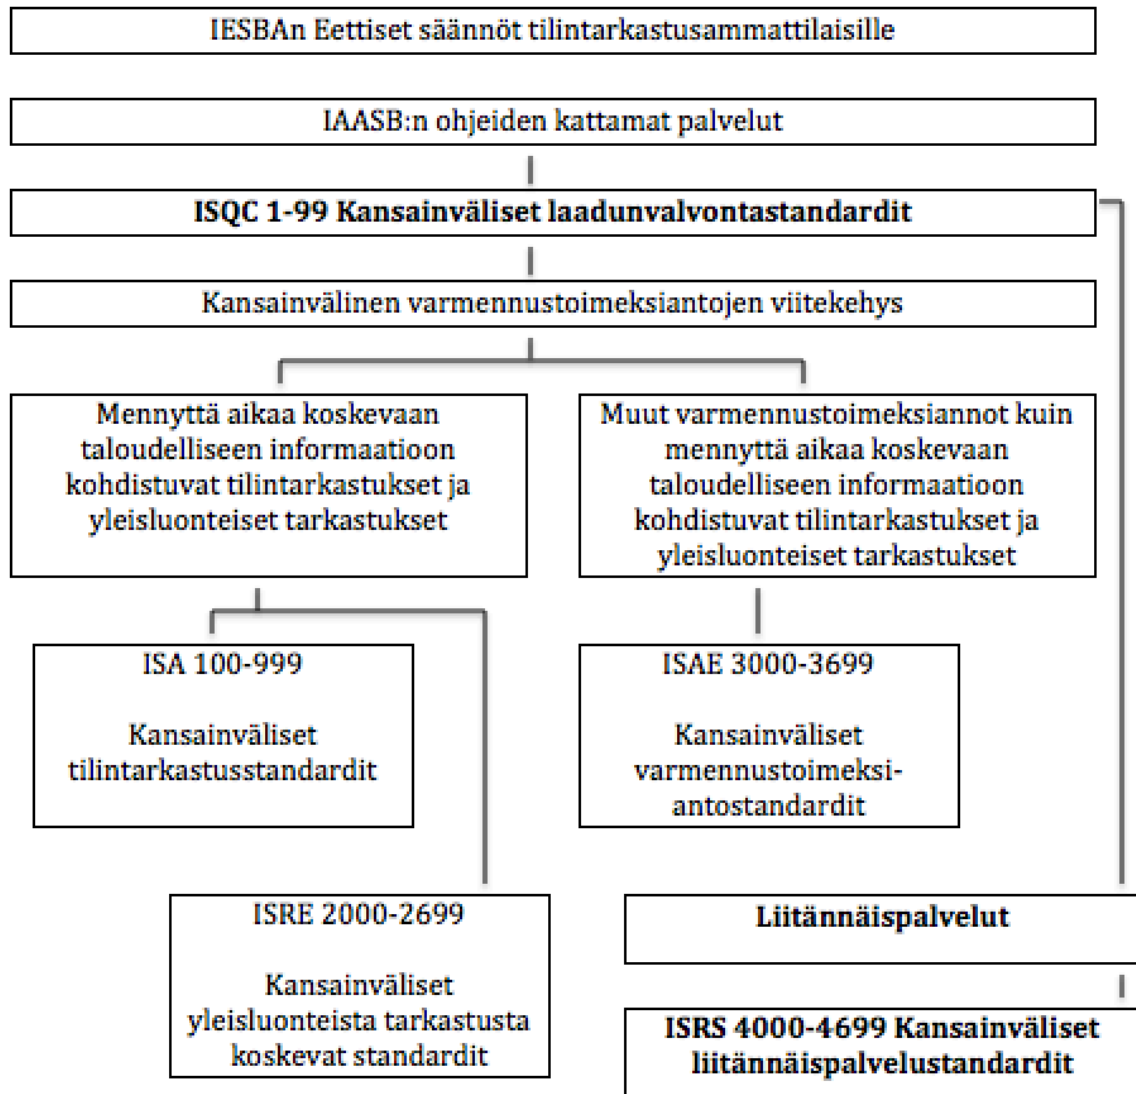 IESBAn Eettiset säännöt tilintarkastusammattilaisille
IAASB:n ohjeiden kattamat palvelut
ISQC 1-99 Kansainväliset laadunvalvontastandardit
Kansainvälinen varmennustoimeksiantojen viitekehys
Mennyttä aikaa koskevaan
taloudelliseen informaatioon
kohdistuvat tilintarkastukset ja
yleisluonteiset tarkastukset
Muut varmennustoimeksiannot kuin
mennyttä aikaa koskevaan
taloudelliseen informaatioon
kohdistuvat tilintarkastukset ja
yleisluonteiset tarkastukset
ISA 100-999
Kansainväliset
tilintarkastusstandardit
ISAE 3000-3699
Kansainväliset
varmennustoimeksi-
antostandardit
ISRE 2000-2699
Kansainväliset
yleisluonteista tarkastusta
koskevat standardit
Liitännäispalvelut
ISRS 4000-4699 Kansainväliset
liitännäispalvelustandardit